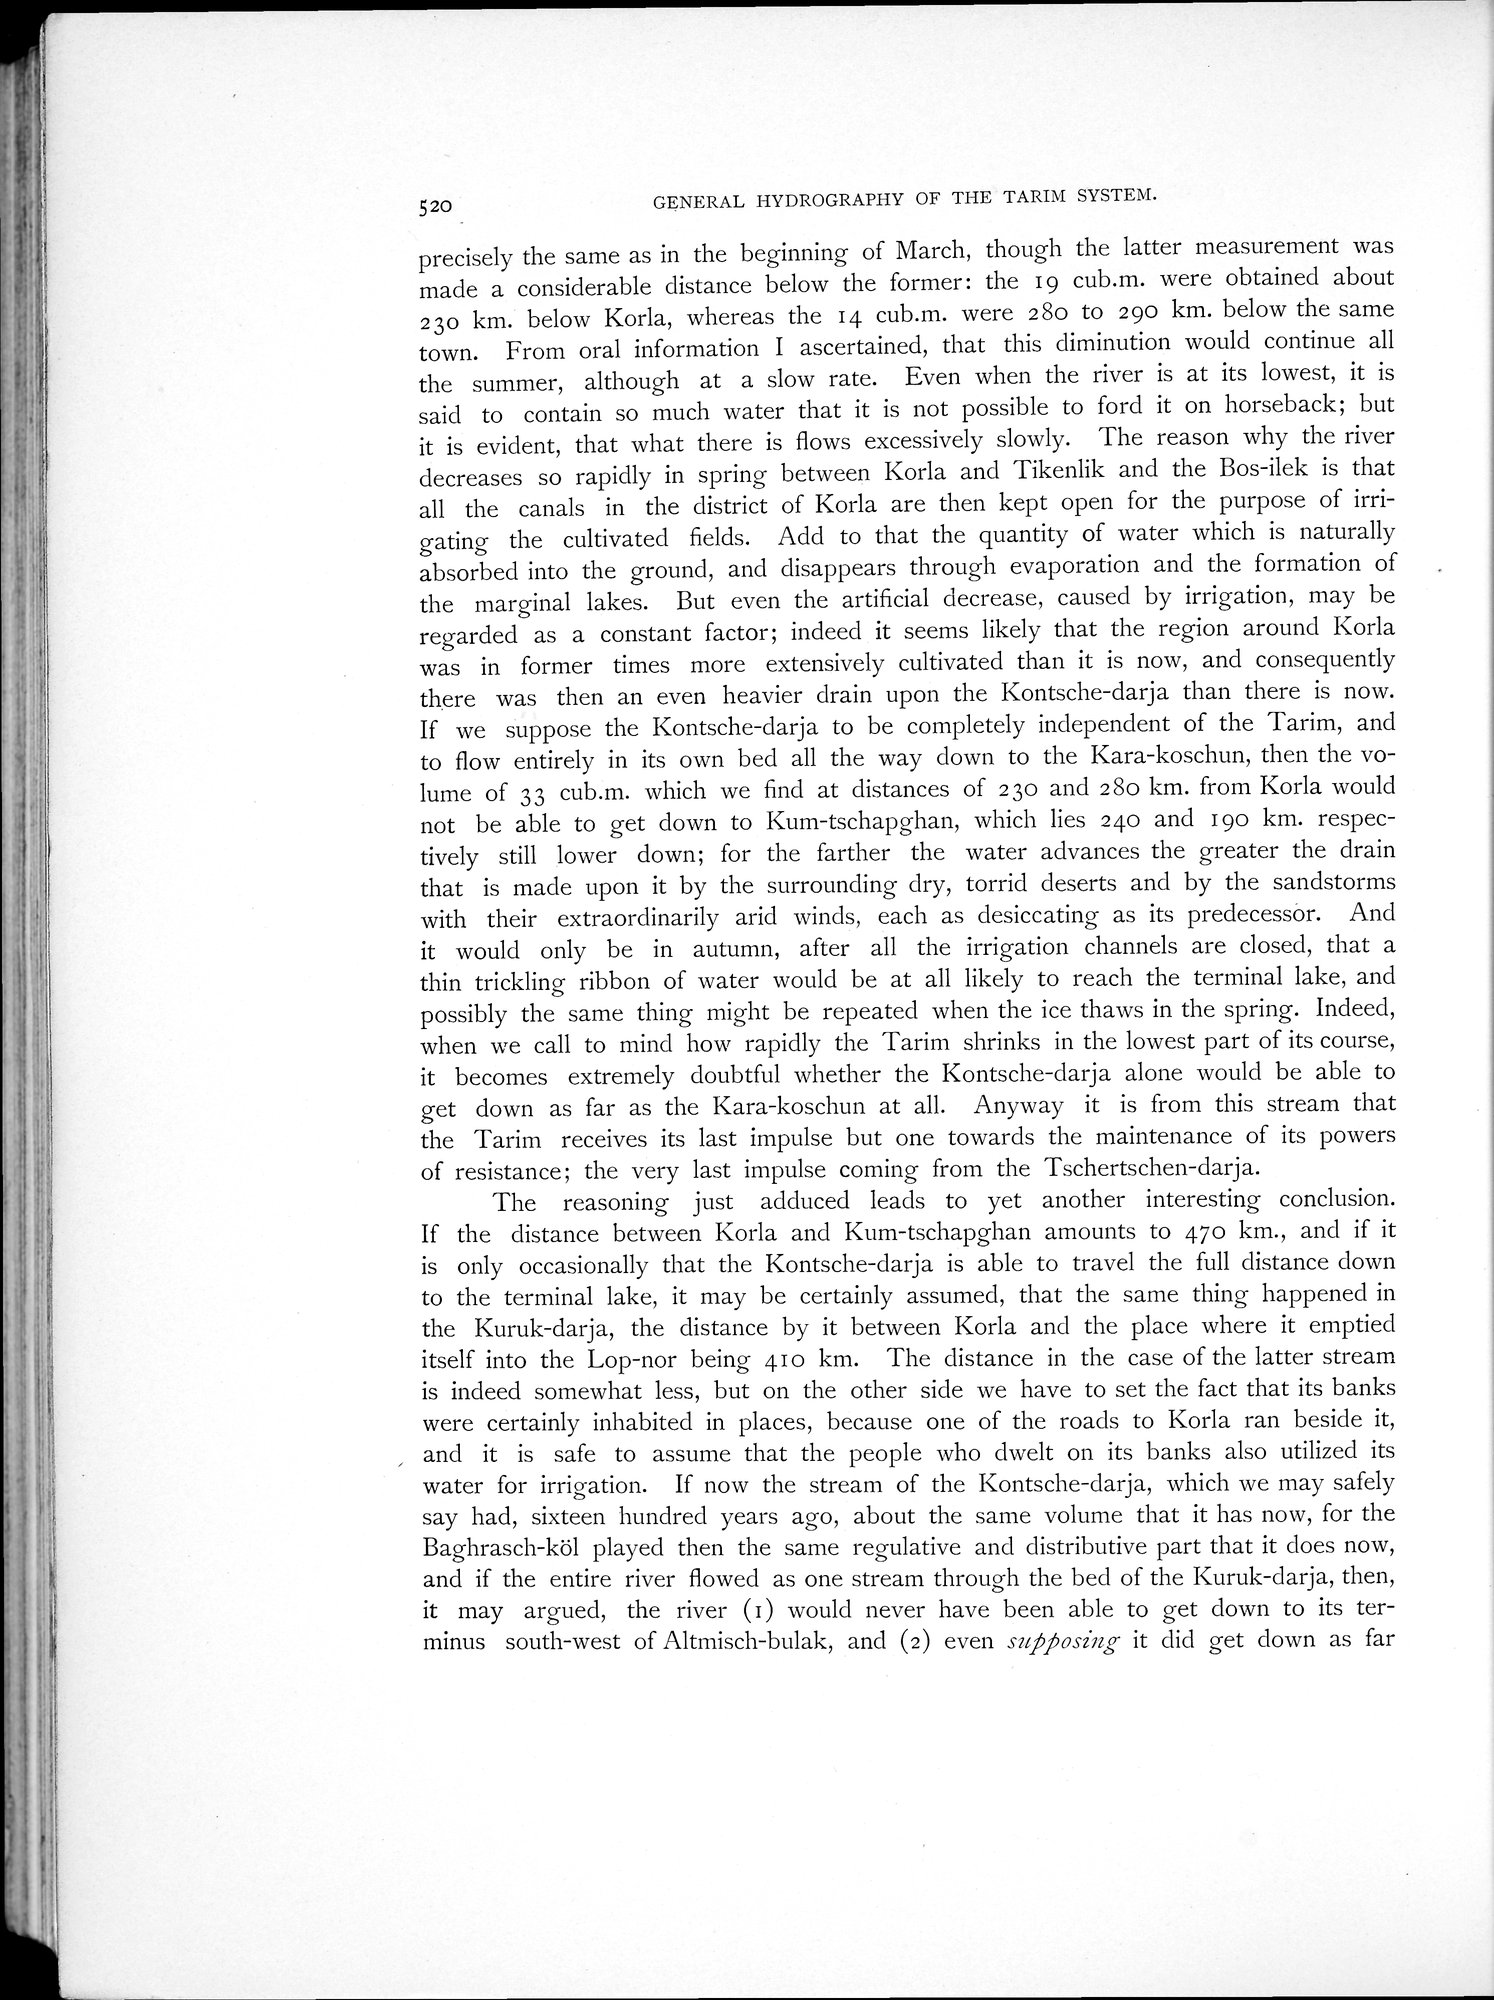 520 GENERAL HYDROGRAPHY OF THE TARIM SYSTEM.
precisely the same as in the beginning of March, though the latter measurement was
made a considerable distance below the former: the 19 cub.m. were obtained about
230 km. below Korla, whereas the 14 cub.m. were 280 to 290 km. below the same
town. From oral information I ascertained, that this diminution would continue all
the summer, although at a slow rate. Even when the river is at its lowest, it is
said to contain so much water that it is not possible to ford it on horseback; but
it is evident, that what there is flows excessively slowly. The reason why the river
decreases so rapidly in spring between Korla and Tikenlik and the Bos-ilek is that
all the canals in the district of Korla are then kept open for the purpose of irri-
gating the cultivated fields. Add to that the quantity of water which is naturally
absorbed into the ground, and disappears through evaporation and the formation of
the marginal lakes. But even the artificial decrease, caused by irrigation, may be
regarded as a constant factor; indeed it seems likely that the region around Korla
was in former times more extensively cultivated than it is now, and consequently
there was then an even heavier drain upon the Kontsche-darja than there is now.
If we suppose the Kontsche-darja to be completely independent of the Tarim, and
to flow entirely in its own bed all the way down to the Kara-koschun, then the vo-
lume of 33 cub.m. which we find at distances of 230 and 280 km. from Korla would
not be able to get down to Kum-tschapghan, which lies 240 and 190 km. respec-
tively still lower down; for the farther the water advances the greater the drain
that is made upon it by the surrounding dry, torrid deserts and by the sandstorms
with their extraordinarily arid winds, each as desiccating as its predecessor. And
it would only be in autumn, after all the irrigation channels are closed, that a
thin trickling ribbon of water would be at all likely to reach the terminal lake, and
possibly the same thing might be repeated when the ice thaws in the spring. Indeed,
when we call to mind how rapidly the Tarim shrinks in the lowest part of its course,
it becomes extremely doubtful whether the Kontsche-darja alone would be able to
get down as far as the Kara-koschun at all. Anyway it is from this stream that
the Tarim receives its last impulse but one towards the maintenance of its powers
of resistance; the very last impulse coming from the Tschertschen-darja.
The reasoning just adduced leads to yet another interesting conclusion.
If the distance between Korla and Kum-tschapghan amounts to 470 km., and if it
is only occasionally that the Kontsche-darja is able to travel the full distance down
to the terminal lake, it may be certainly assumed, that the same thing happened in
the Kuruk-darja, the distance by it between Korla and the place where it emptied
itself into the Lop-nor being 410 km. The distance in the case of the latter stream
is indeed somewhat less, but on the other side we have to set the fact that its banks
were certainly inhabited in places, because one of the roads to Korla ran beside it,
and it is safe to assume that the people who dwelt on its banks also utilized its
water for irrigation. If now the stream of the Kontsche-darja, which we may safely
say had, sixteen hundred years ago, about the same volume that it has now, for the
Baghrasch-köl played then the same regulative and distributive part that it does now,
and if the entire river flowed as one stream through the bed of the Kuruk-darja, then,
it may argued, the river (1) would never have been able to get down to its ter-
minus south-west of Altmisch-bulak, and (2) even supposing it did get down as far